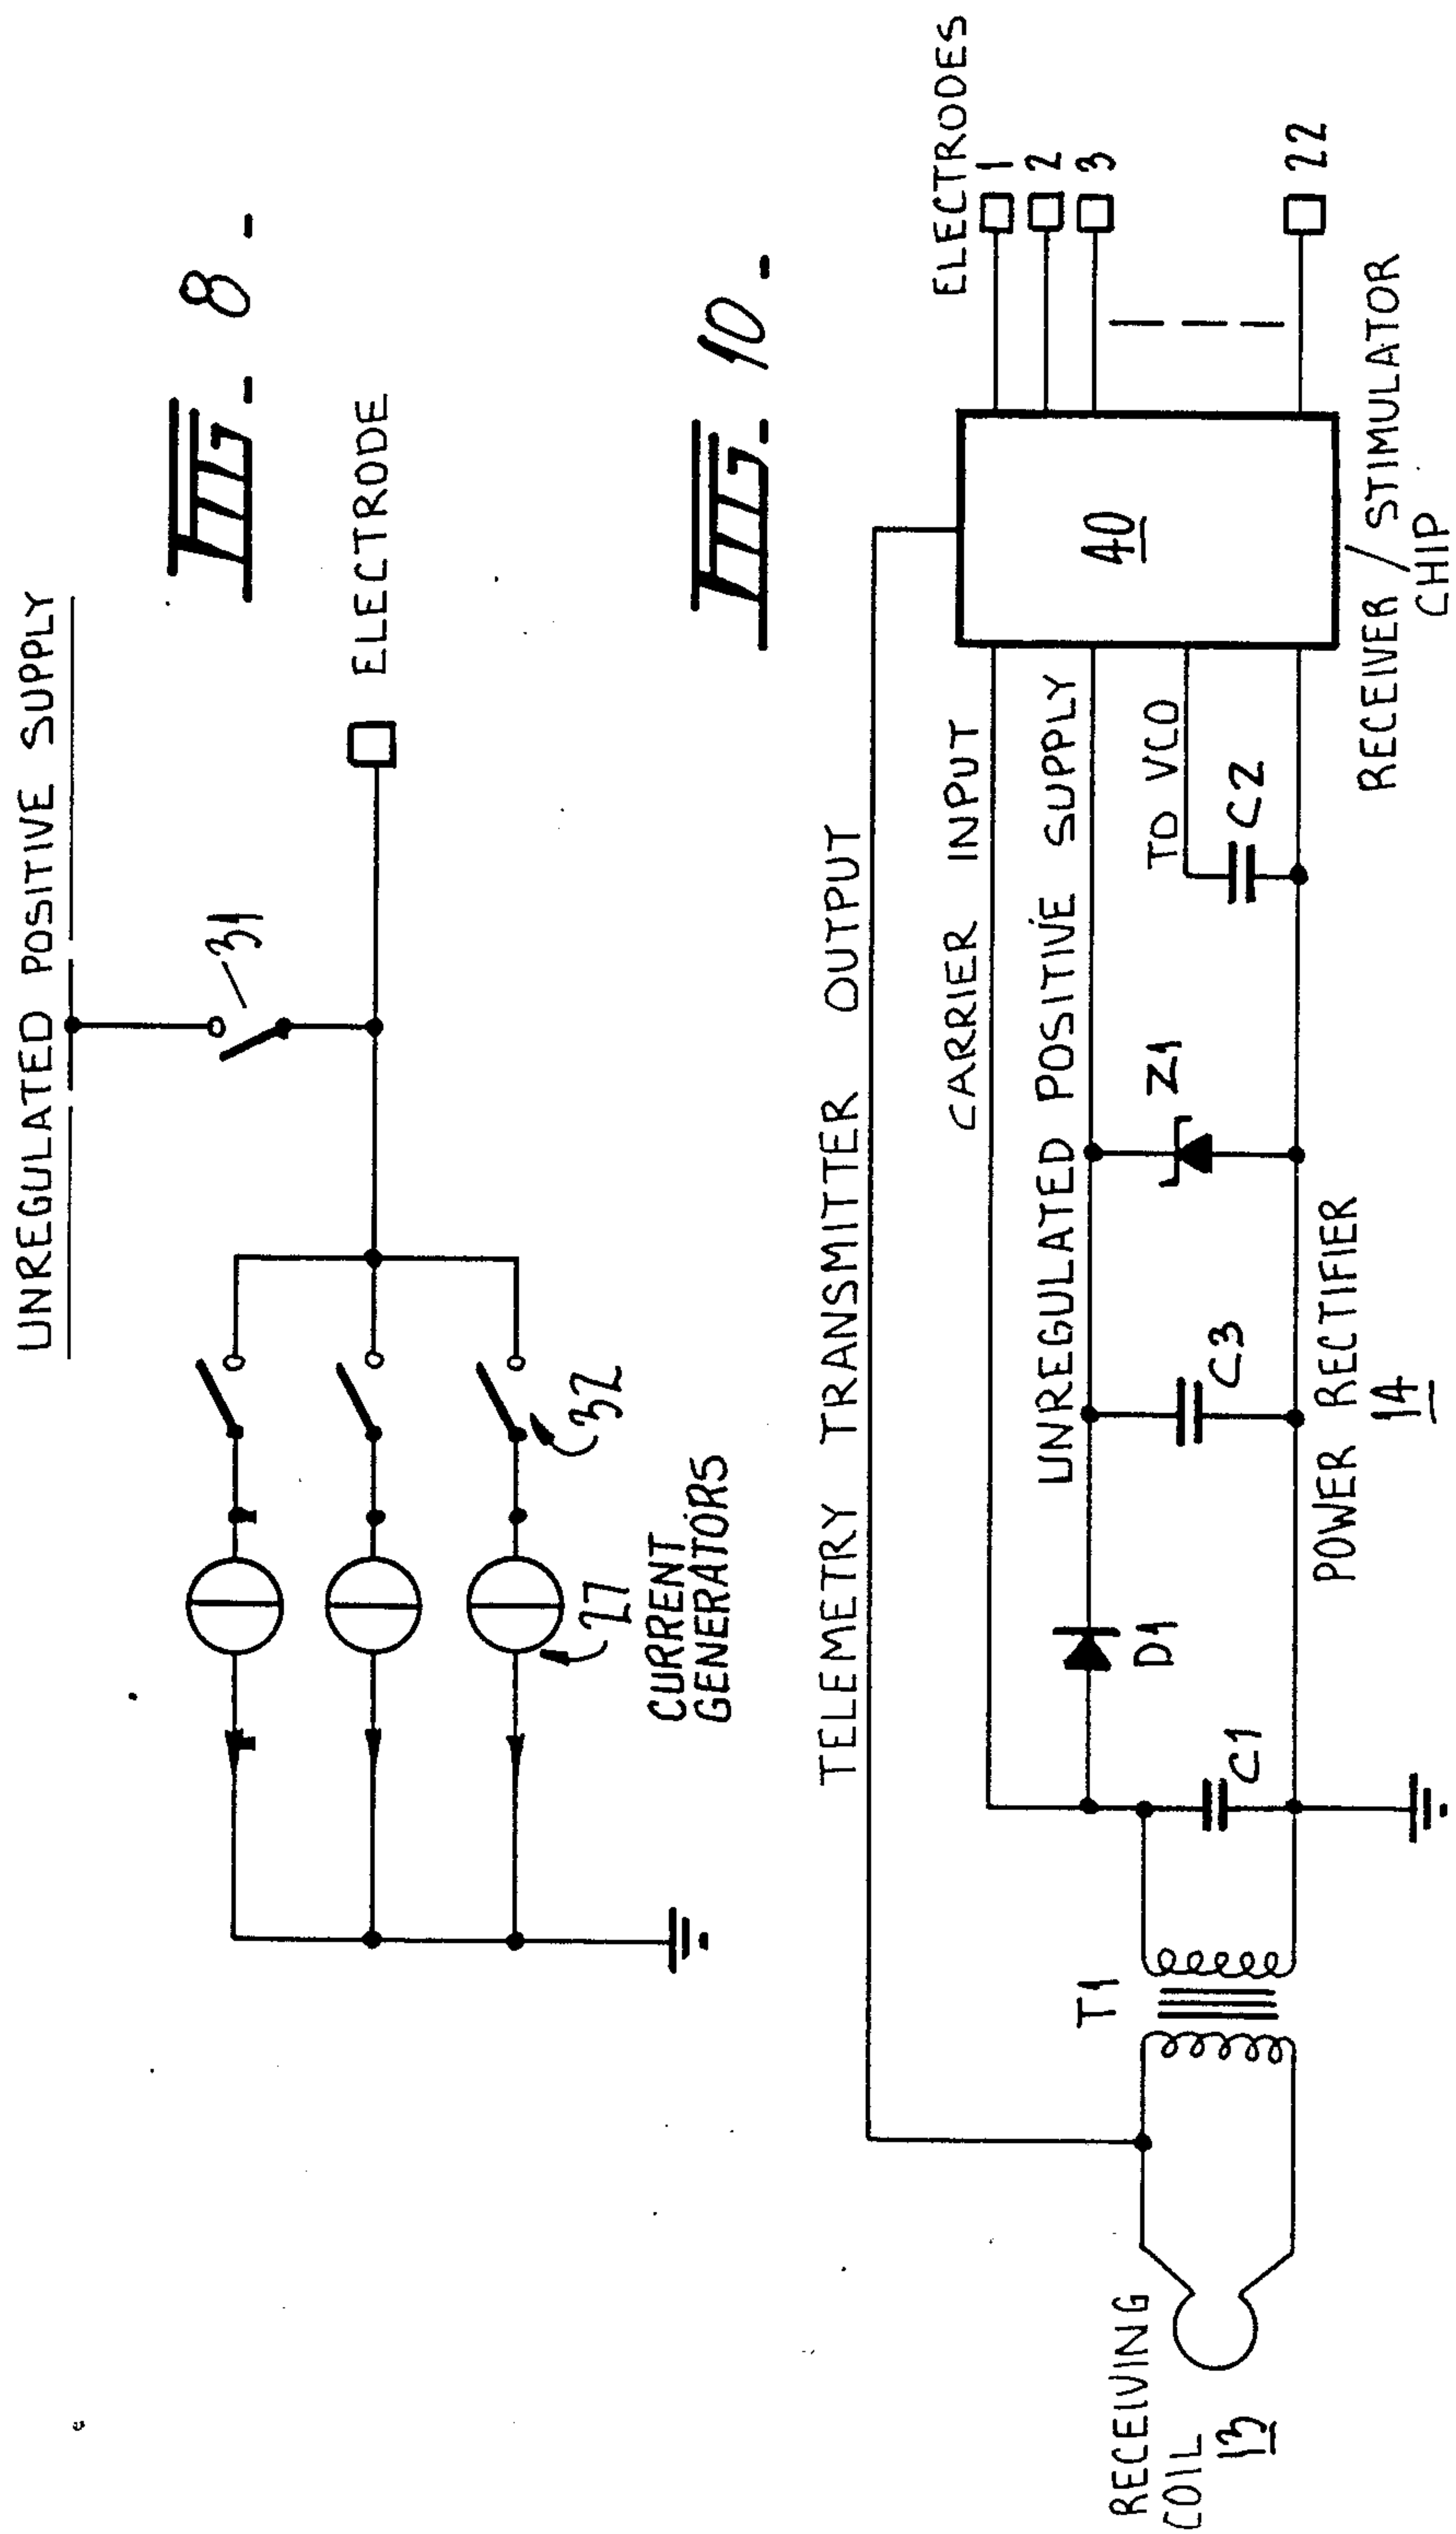 FIG. 8.
UNREGULATED POSITIVE SUPPLY
31
ELECTRODE
32
27
CURRENT
GENERATORS
FIG. 10.
TELEMETRY TRANSMITTER OUTPUT
CARRIER INPUT
ELECTRODES
1
2
3
22
UNREGULATED POSITIVE SUPPLY
TO VCO
40
T1
D1
C1
C3
Z1
C2
RECEIVING
COIL
13
POWER RECTIFIER
14
RECEIVER / STIMULATOR
CHIP